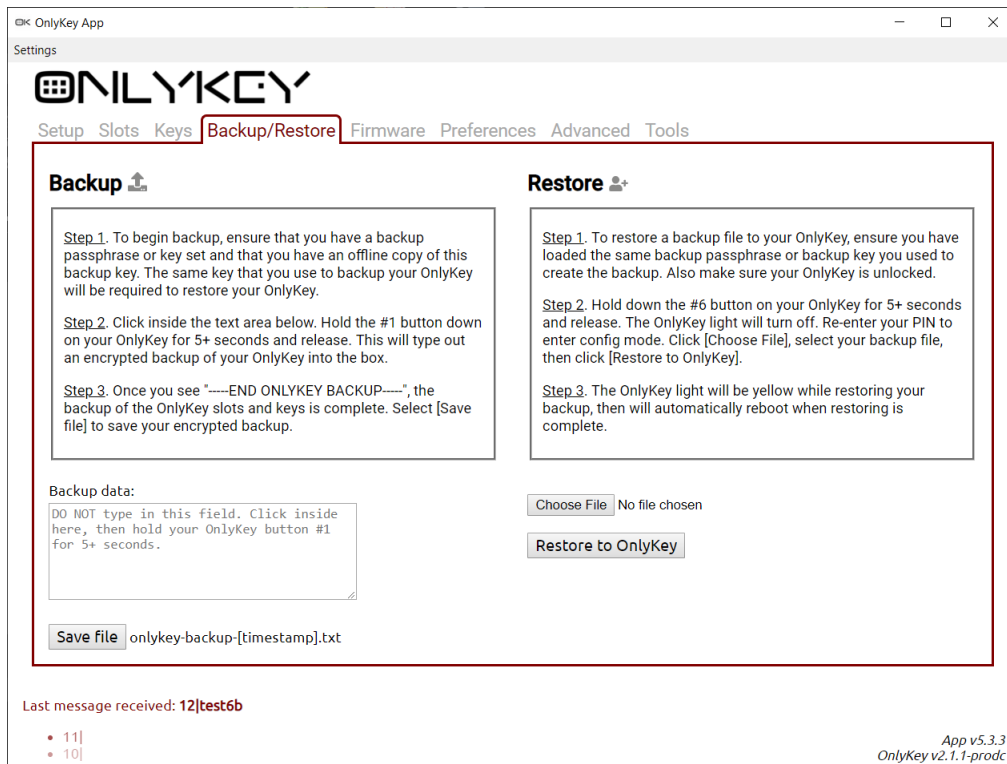 OK OnlyKey App
Settings
ONLYKEY
Setup Slots Keys Backup/Restore Firmware Preferences Advanced Tools
Backup
Step 1. To begin backup, ensure that you have a backup
passphrase or key set and that you have an offline copy of this
backup key. The same key that you use to backup your OnlyKey
will be required to restore your OnlyKey.
Step 2. Click inside the text area below. Hold the #1 button down
on your OnlyKey for 5+ seconds and release. This will type out
an encrypted backup of your OnlyKey into the box.
Step 3. Once you see "-----END ONLYKEY BACKUP-----", the
backup of the OnlyKey slots and keys is complete. Select [Save
file] to save your encrypted backup.
Backup data:
DO NOT type in this field. Click inside
here, then hold your OnlyKey button #1
for 5+ seconds.
Save file onlykey-backup-[timestamp].txt
Restore
Step 1. To restore a backup file to your OnlyKey, ensure you have
loaded the same backup passphrase or backup key you used to
create the backup. Also make sure your OnlyKey is unlocked.
Step 2. Hold down the #6 button on your OnlyKey for 5+ seconds
and release. The OnlyKey light will turn off. Re-enter your PIN to
enter config mode. Click [Choose File], select your backup file,
then click [Restore to OnlyKey].
Step 3. The OnlyKey light will be yellow while restoring your
backup, then will automatically reboot when restoring is
complete.
Choose File No file chosen
Restore to OnlyKey
Last message received: 12|test6b
11|
10|
App v5.3.3
OnlyKey v2.1.1-prodc